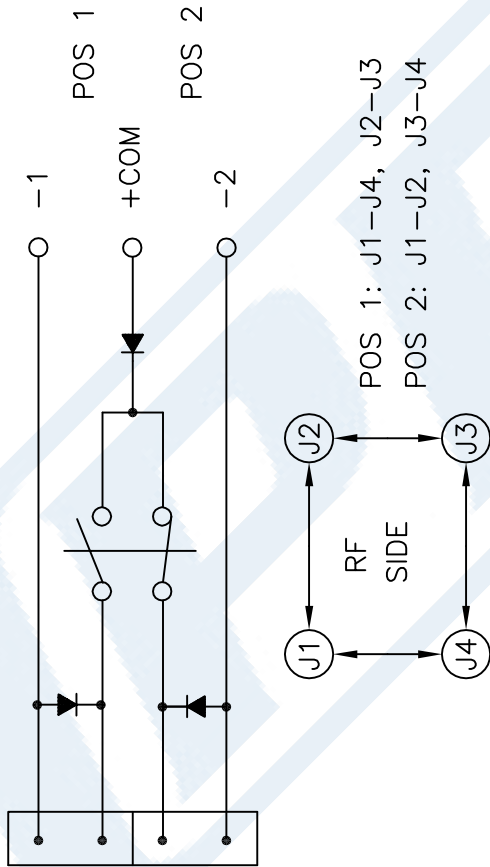 -1
POS 1
+COM
POS 2
-2
J1
J2
RF
SIDE
J4
J3
POS 1: J1-J4, J2-J3
POS 2: J1-J2, J3-J4